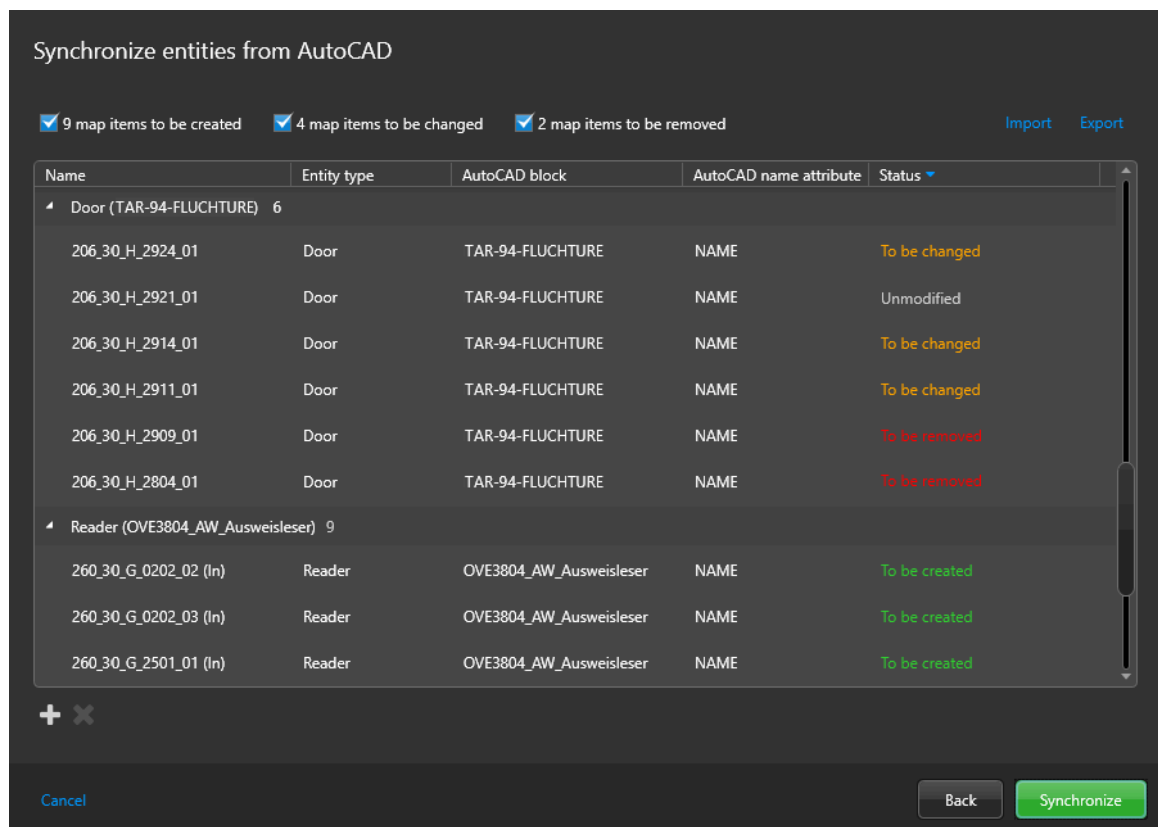 Synchronize entities from AutoCAD
9 map items to be created 4 map items to be changed 2 map items to be removed Import Export
Name Entity type AutoCAD block AutoCAD name attribute Status
Door (TAR-94-FLUCHTURE) 6
206_30_H_2924_01 Door TAR-94-FLUCHTURE NAME To be changed
206_30_H_2921_01 Door TAR-94-FLUCHTURE NAME Unmodified
206_30_H_2914_01 Door TAR-94-FLUCHTURE NAME To be changed
206_30_H_2911_01 Door TAR-94-FLUCHTURE NAME To be changed
206_30_H_2909_01 Door TAR-94-FLUCHTURE NAME To be removed
206_30_H_2804_01 Door TAR-94-FLUCHTURE NAME To be removed
Reader (OVE3804_AW_Ausweisleser) 9
260_30_G_0202_02 (In) Reader OVE3804_AW_Ausweisleser NAME To be created
260_30_G_0202_03 (In) Reader OVE3804_AW_Ausweisleser NAME To be created
260_30_G_2501_01 (In) Reader OVE3804_AW_Ausweisleser NAME To be created
Cancel Back Synchronize